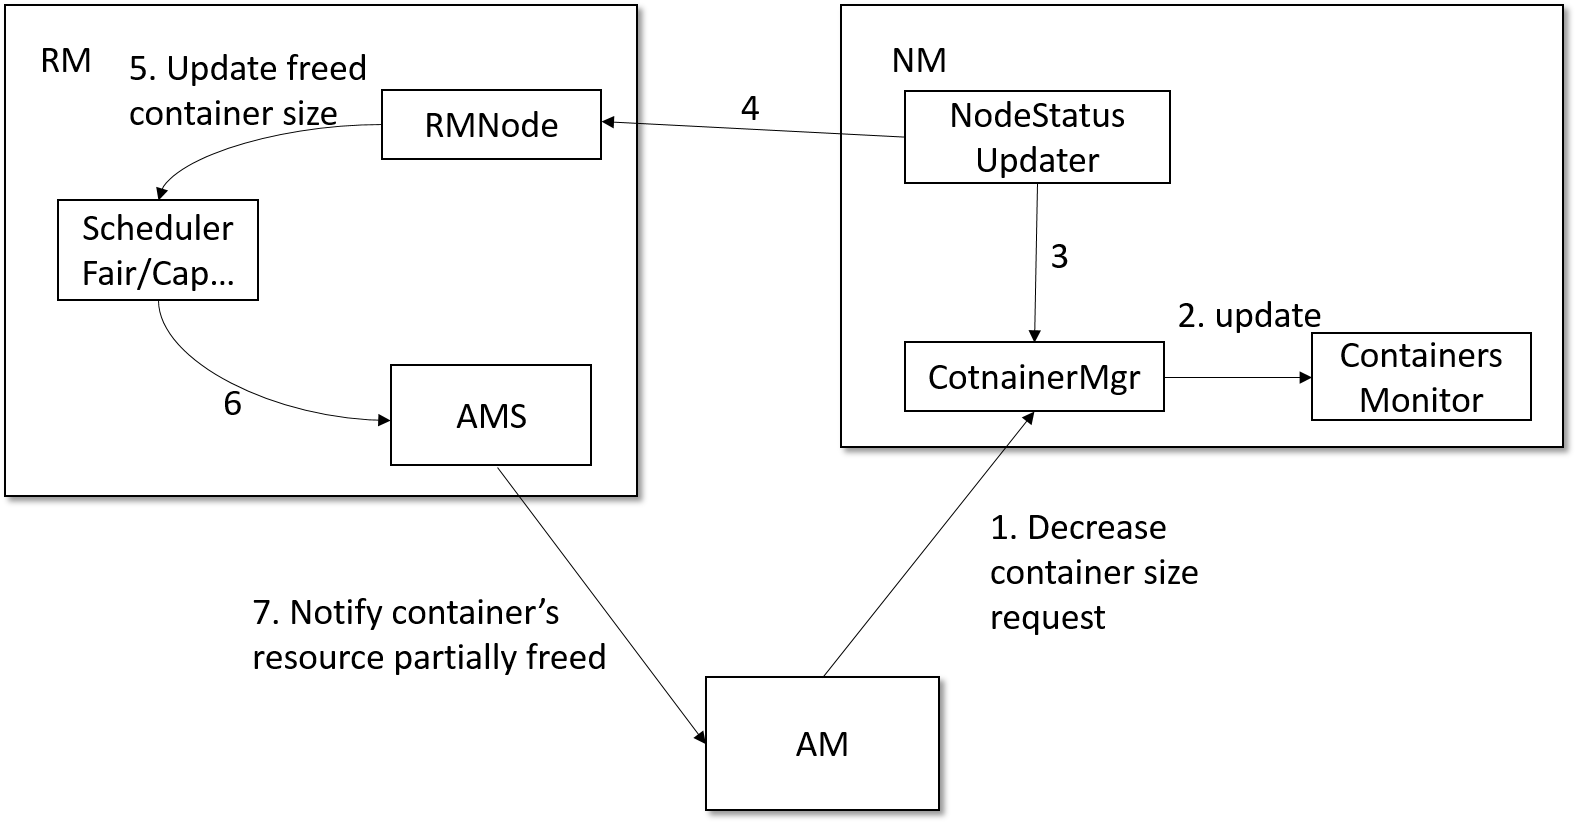 RM
5. Update freed
container size
RMNode
Scheduler
Fair/Cap...
6
AMS
4
NM
NodeStatus
Updater
3
2. update
CotnainerMgr
Containers
Monitor
1. Decrease
container size
request
7. Notify container’s
resource partially freed
AM